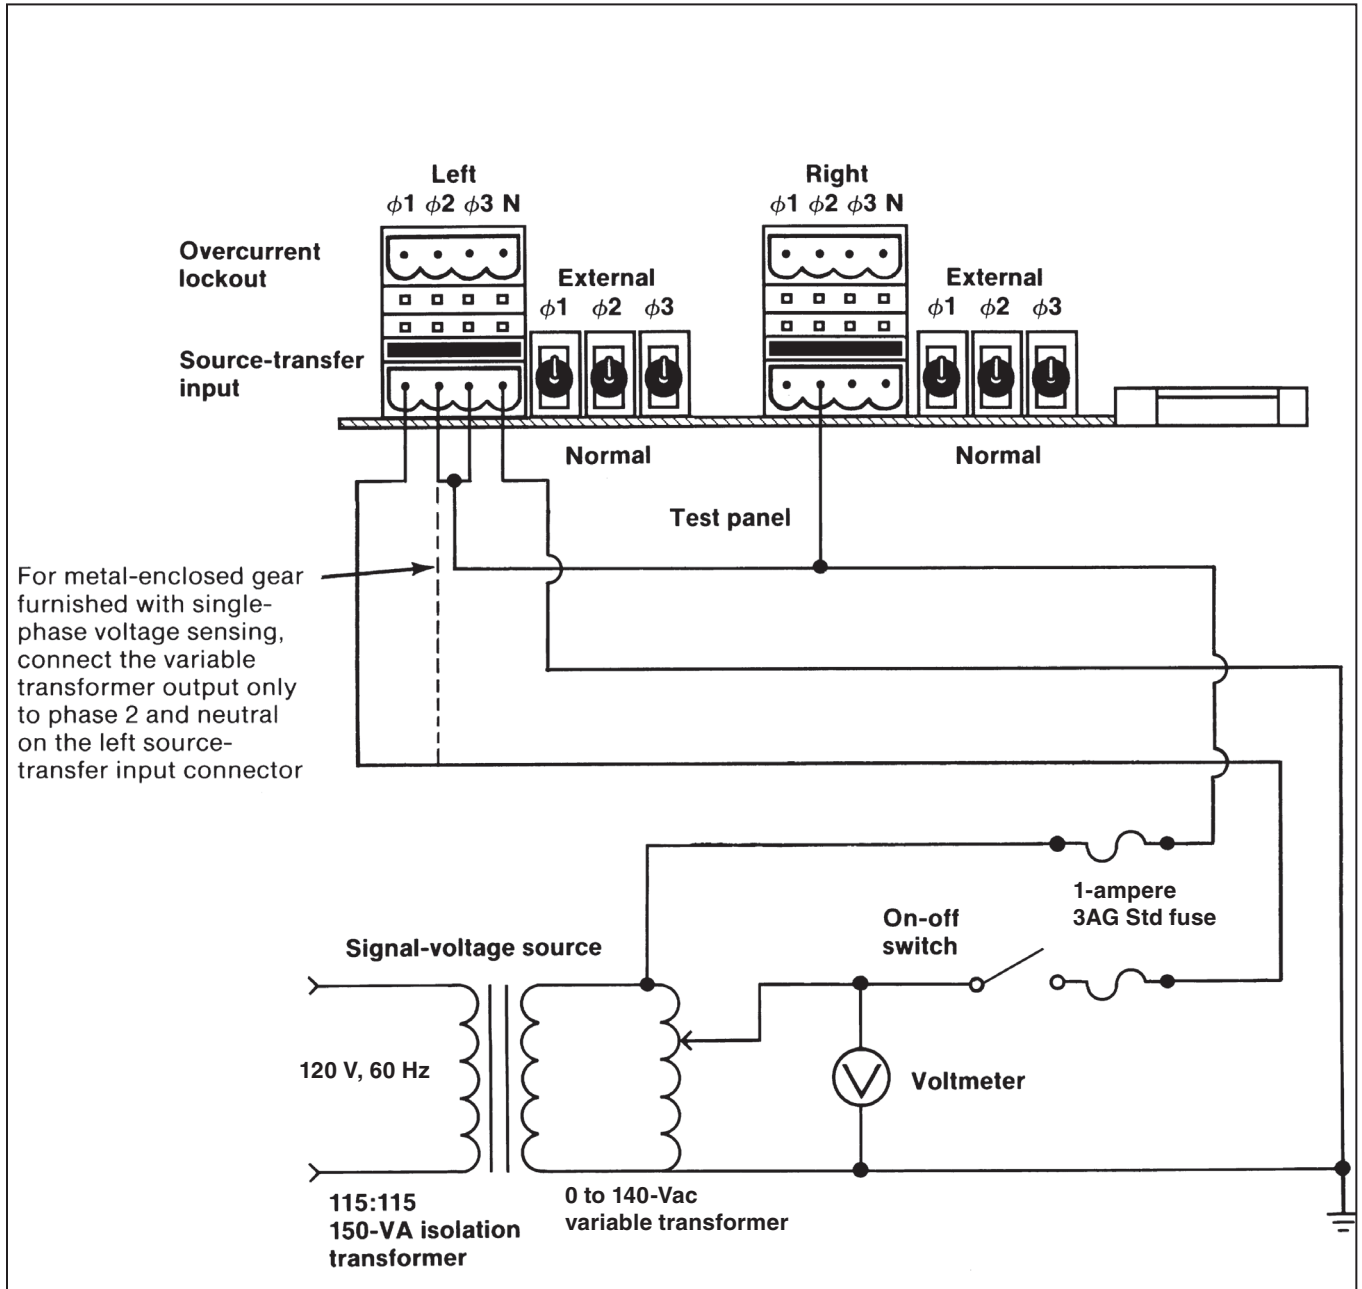 Left
ϕ1 ϕ2 ϕ3 N
Right
ϕ1 ϕ2 ϕ3 N
Overcurrent
lockout
External
ϕ1 ϕ2 ϕ3
External
ϕ1 ϕ2 ϕ3
Source-transfer
input
Normal
Normal
Test panel
For metal-enclosed gear
furnished with single-
phase voltage sensing,
connect the variable
transformer output only
to phase 2 and neutral
on the left source-
transfer input connector
1-ampere
3AG Std fuse
On-off
switch
Signal-voltage source
120 V, 60 Hz
V
Voltmeter
115:115
150-VA isolation
transformer
0 to 140-Vac
variable transformer